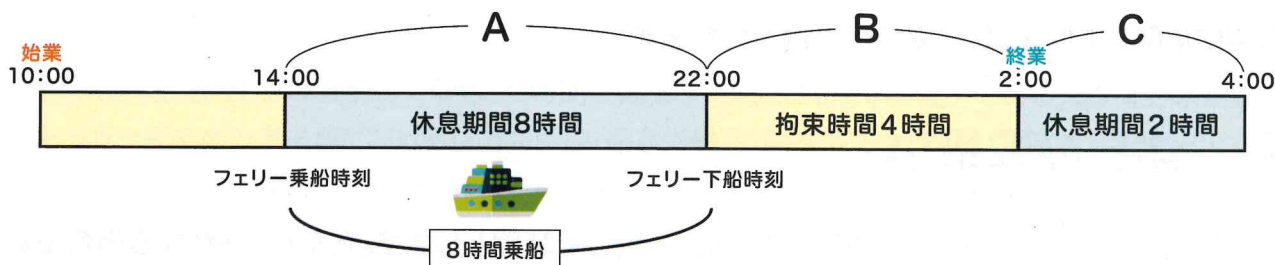 A
B
C
始業
終業
10:00
14:00
22:00
2:00
4:00
休息期間8時間
拘束時間4時間
休息期間2時間
フェリー乗船時刻
フェリー下船時刻
8時間乗船